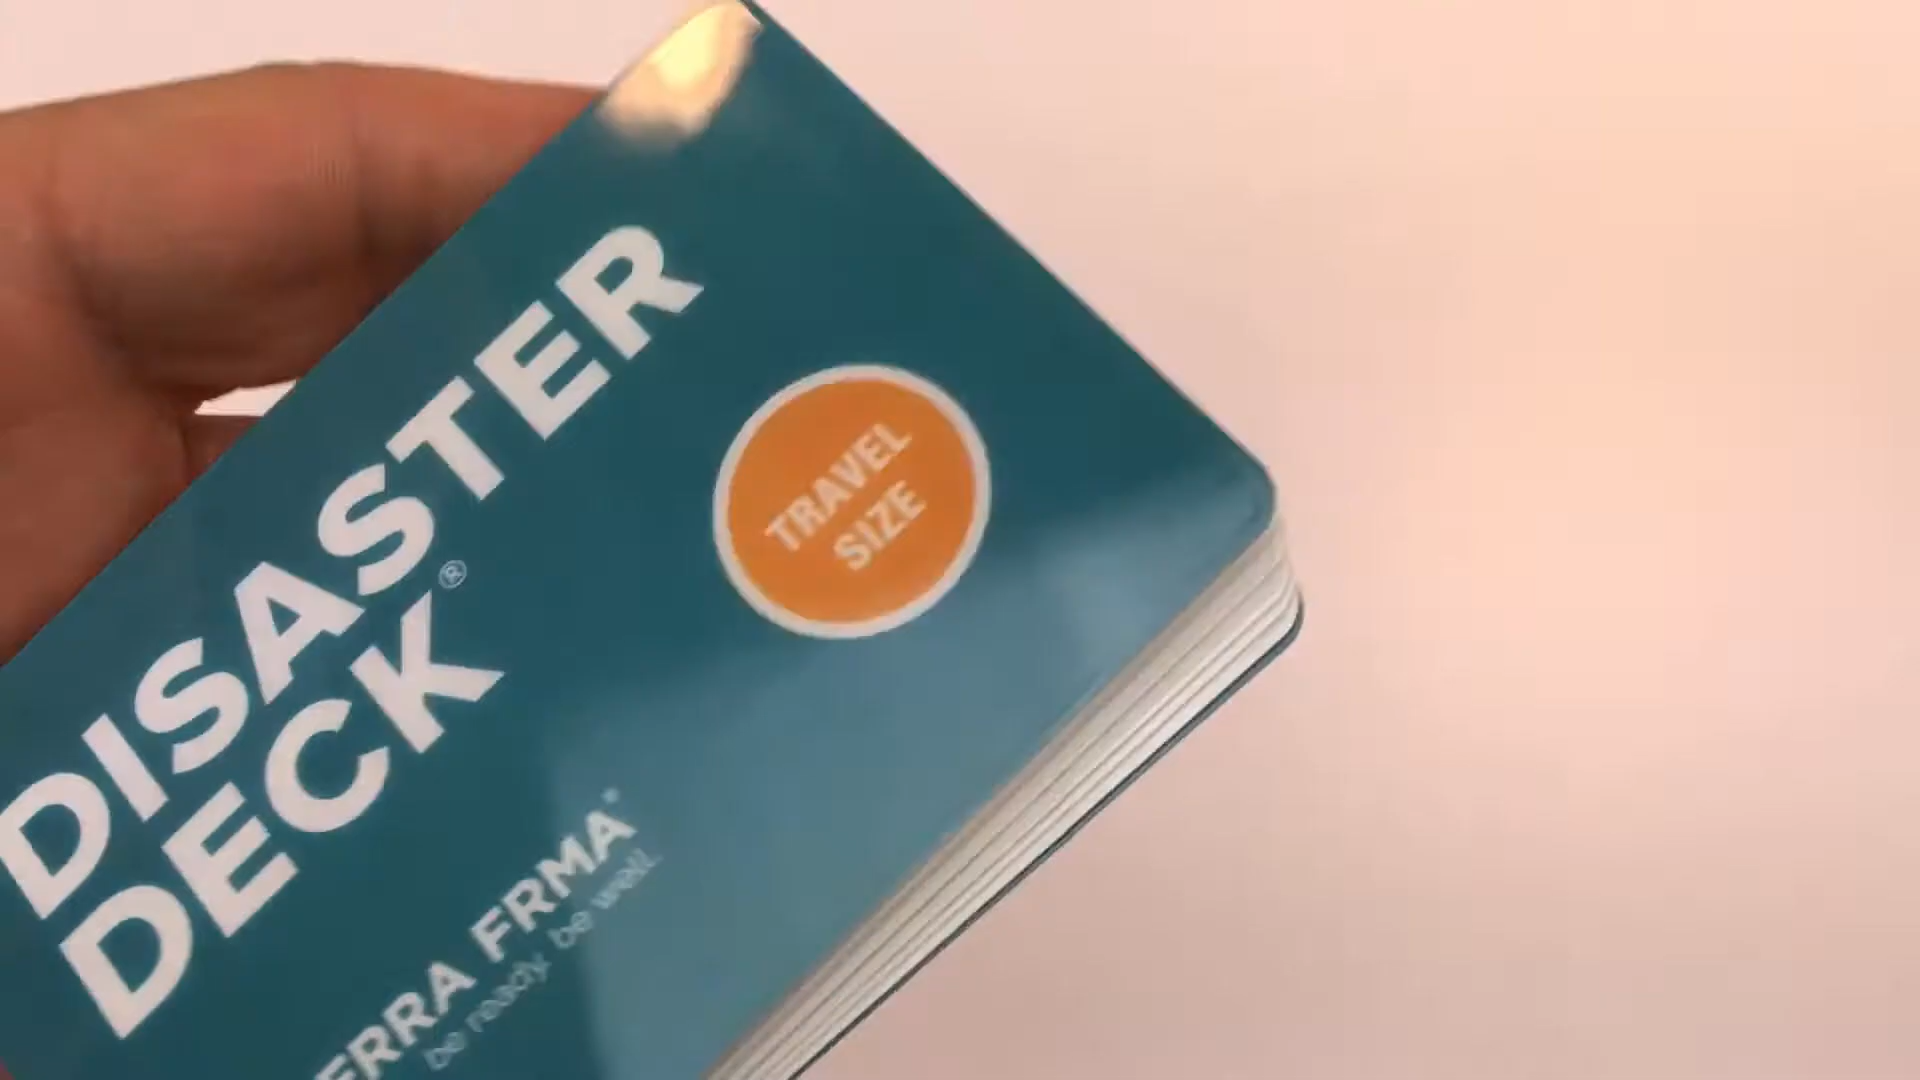 DISASTER
DECK®
TRAVEL
SIZE
ERRA FRMA
be ready. be well.